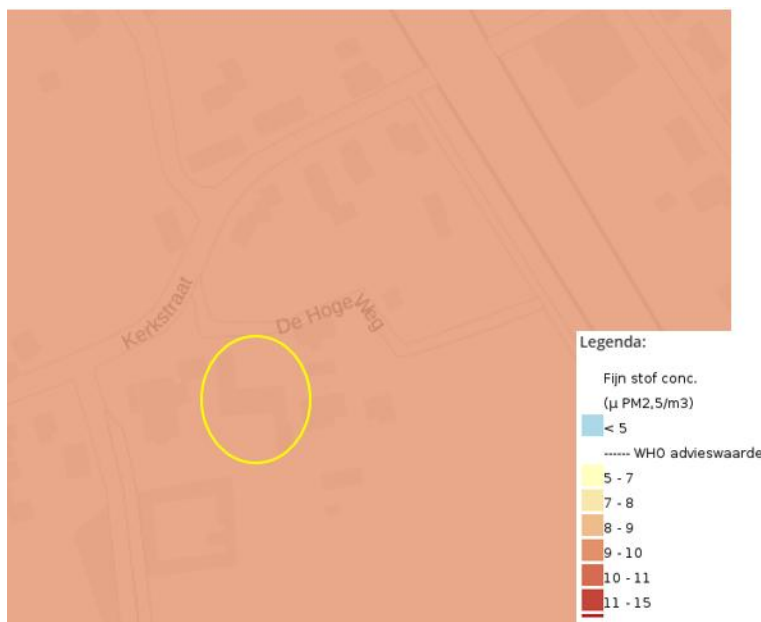 Kerkstraat
De Hoge Weg
Legenda:
Fijn stof conc.
(µ PM2,5/m3)
< 5
------ WHO advieswaarde
5 - 7
7 - 8
8 - 9
9 - 10
10 - 11
11 - 15